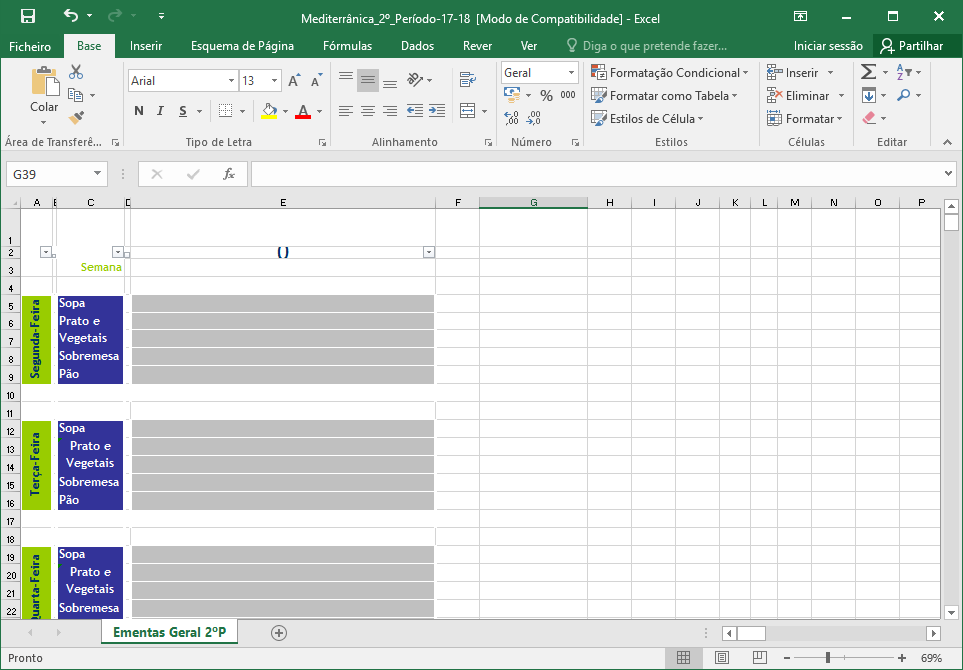 Mediterrânica_2º_Período-17-18 [Modo de Compatibilidade] - Excel
Ficheiro Base Inserir Esquema de Página Fórmulas Dados Rever Ver Diga o que pretende fazer... Iniciar sessão Partilhar
Colar
Área de Transferê...
Arial 13
N I S
Tipo de Letra
Alinhamento
Geral
% 000
Número
Formatação Condicional
Formatar como Tabela
Estilos de Célula
Estilos
Inserir
Eliminar
Formatar
Células
Editar
G39 fx
A B C D E F G H I J K L M N O P
1
2 ( )
3 Semana
4
Segunda-Feira
5 Sopa
6 Prato e
7 Vegetais
8 Sobremesa
9 Pão
10
11
Terça-Feira
12 Sopa
13 Prato e
14 Vegetais
15 Sobremesa
16 Pão
17
18
Quarta-Feira
19 Sopa
20 Prato e
21 Vegetais
22 Sobremesa
Ementas Geral 2ºP
Pronto 69%